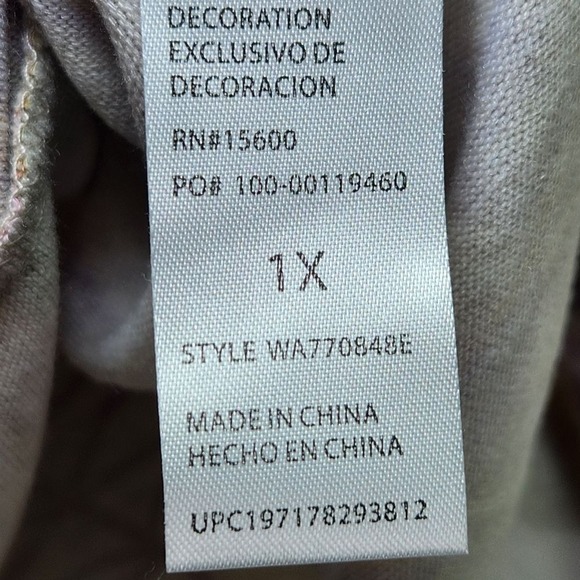 DECORATION
EXCLUSIVO DE
DECORACION
RN#15600
PO# 100-00119460
1X
STYLE WA770848E
MADE IN CHINA
HECHO EN CHINA
UPC197178293812